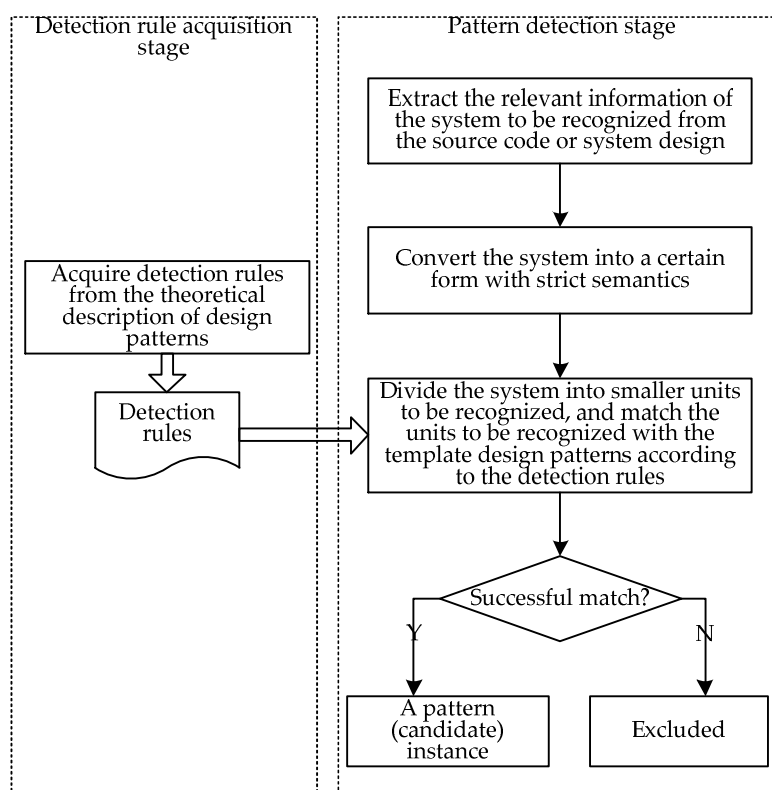 Detection rule acquisition
stage
Acquire detection rules
from the theoretical
description of design
patterns
Detection
rules
Pattern detection stage
Extract the relevant information of
the system to be recognized from
the source code or system design
Convert the system into a certain
form with strict semantics
Divide the system into smaller units
to be recognized, and match the
units to be recognized with the
template design patterns according
to the detection rules
Successful match?
Y
N
A pattern
(candidate)
instance
Excluded